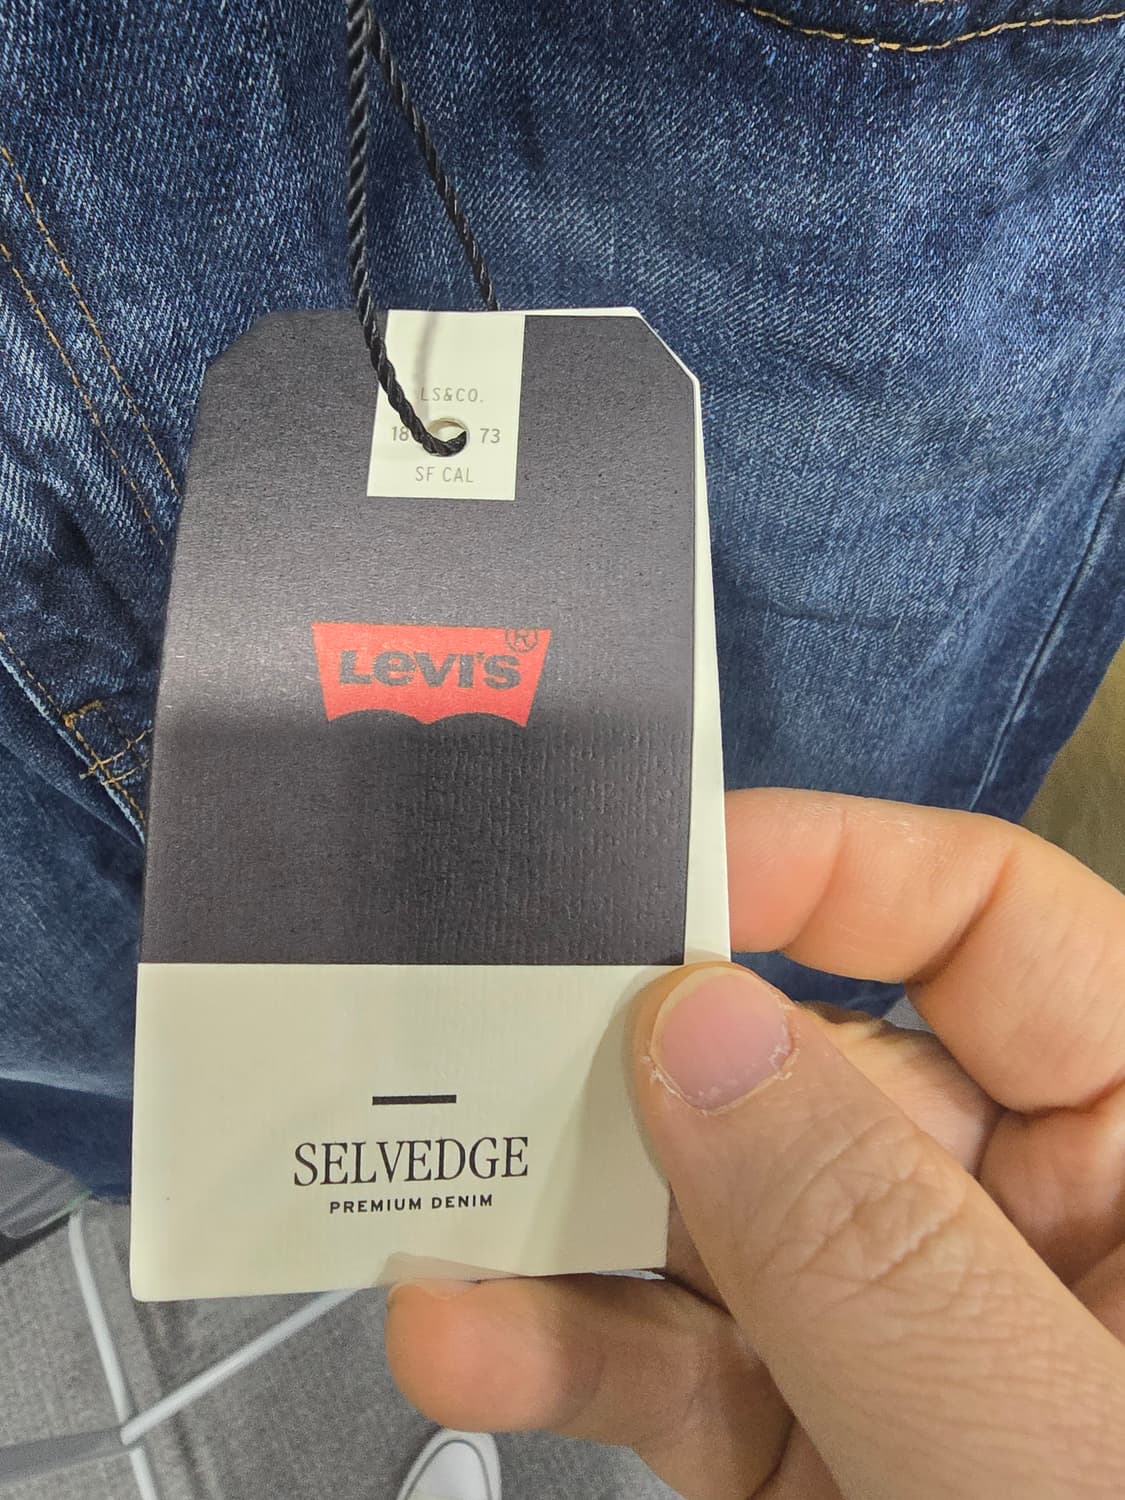 LS&CO.
18 73
SF CAL
Levi's®
SELVEDGE
PREMIUM DENIM